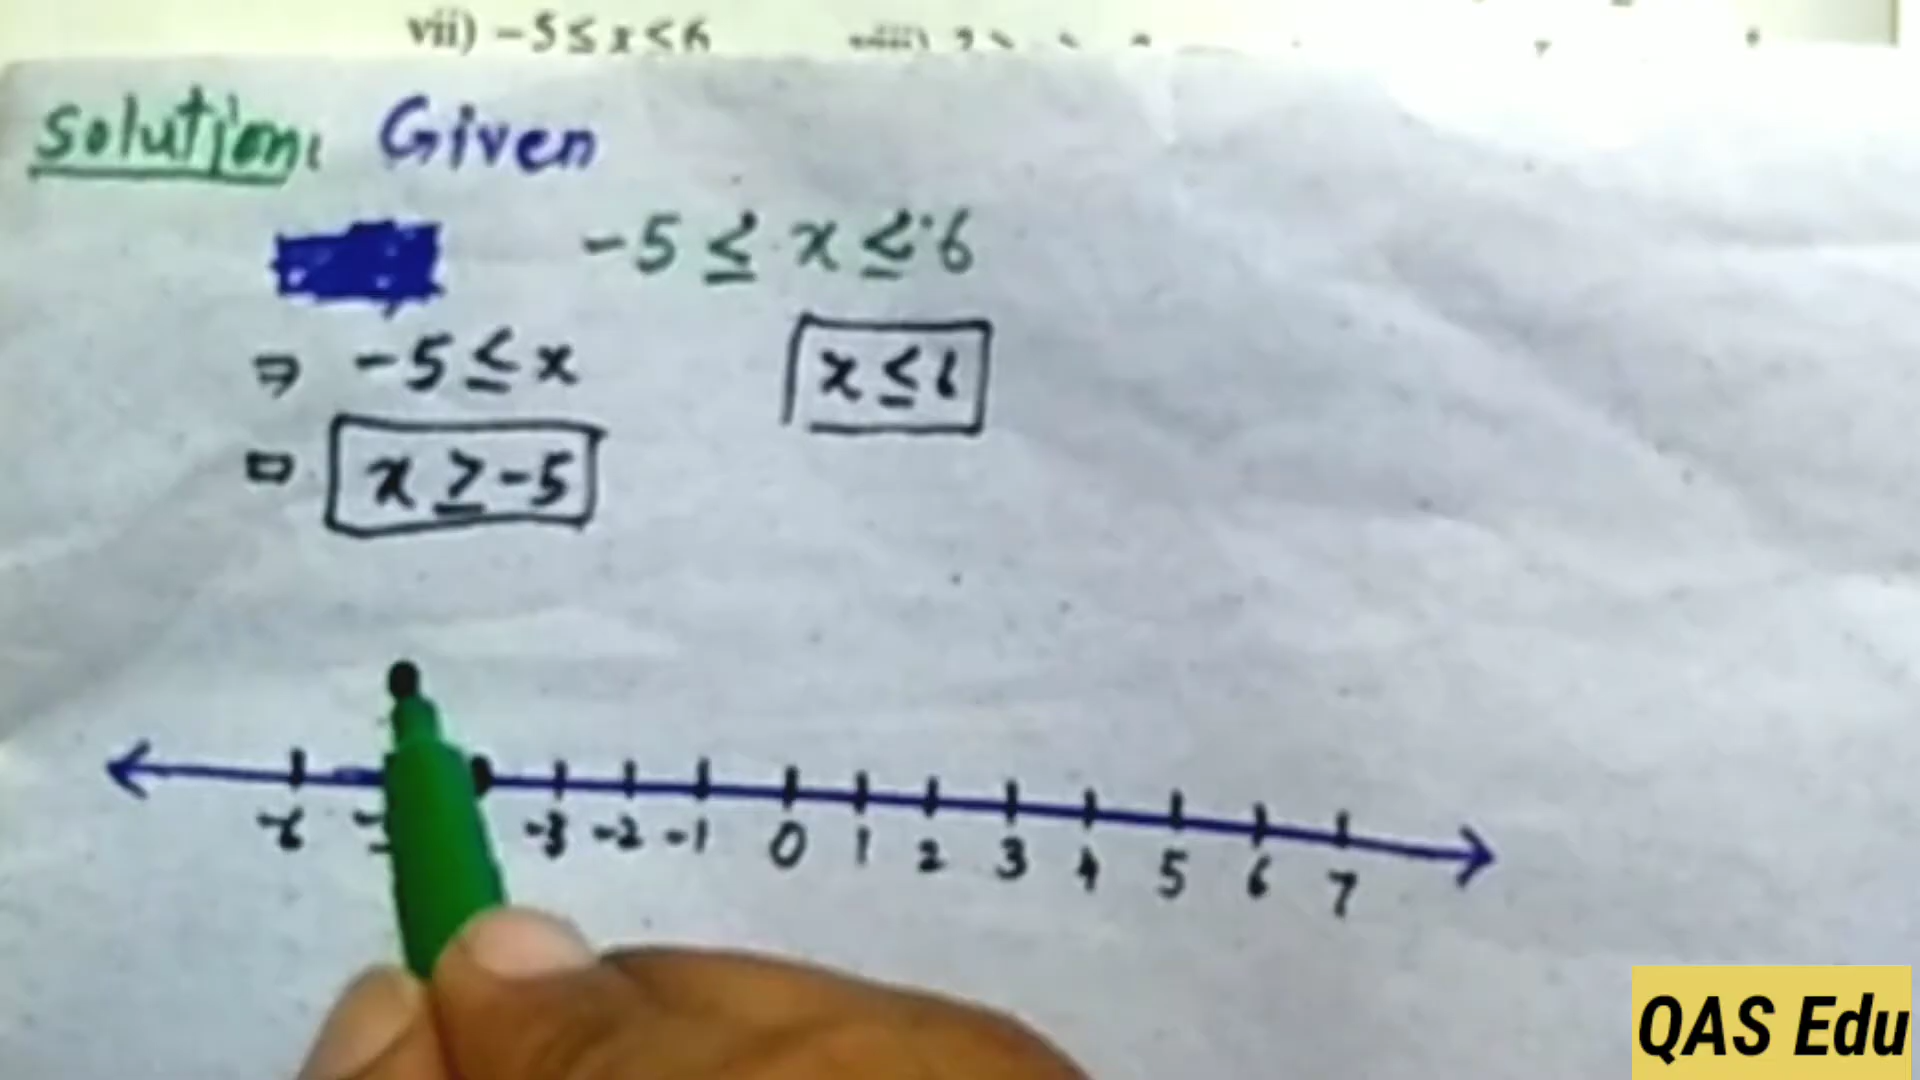 vii) -5 ≤ x ≤ 6
Solution: Given
-5 ≤ x ≤ 6
⇒ -5 ≤ x
x ≤ 6
⇒ x ≥ -5
-6 -3 -2 -1 0 1 2 3 4 5 6 7
QAS Edu